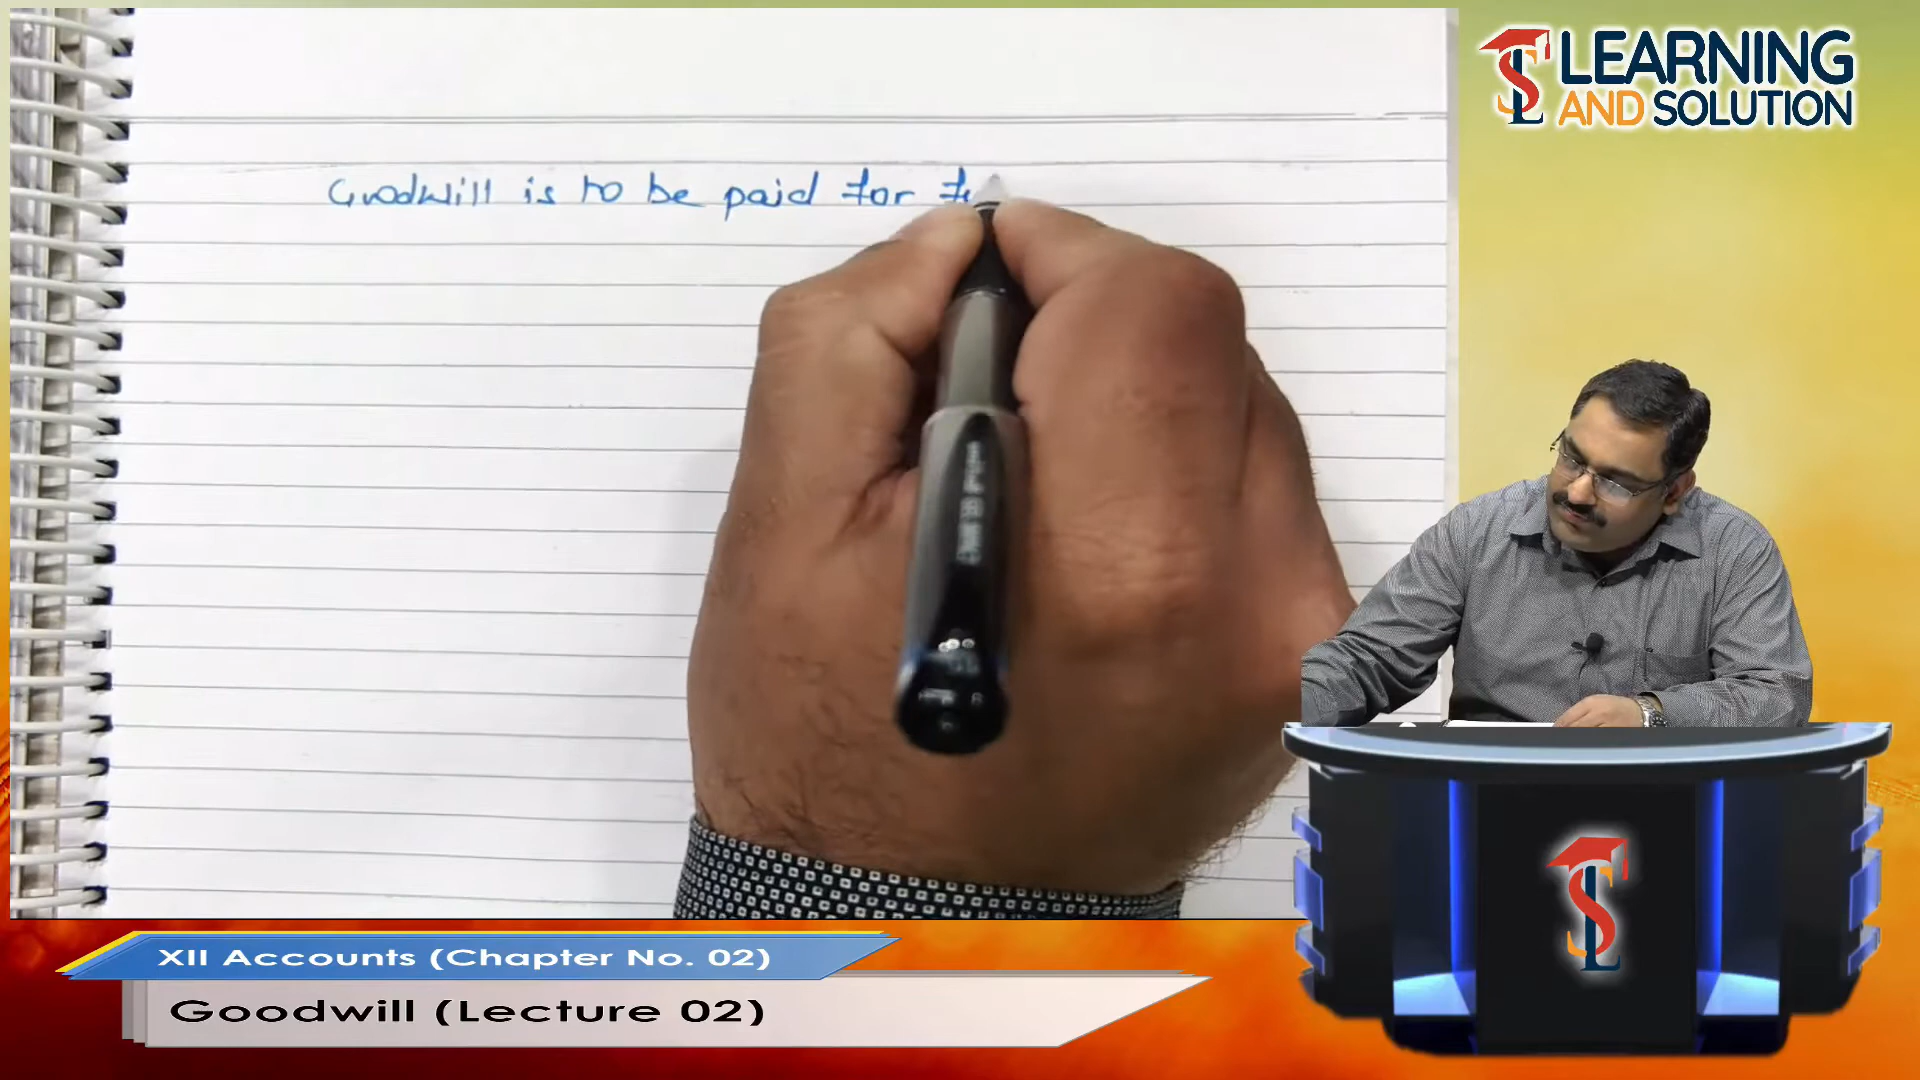 LEARNING
AND SOLUTION
Goodwill is to be paid for
XII Accounts (Chapter No. 02)
Goodwill (Lecture 02)